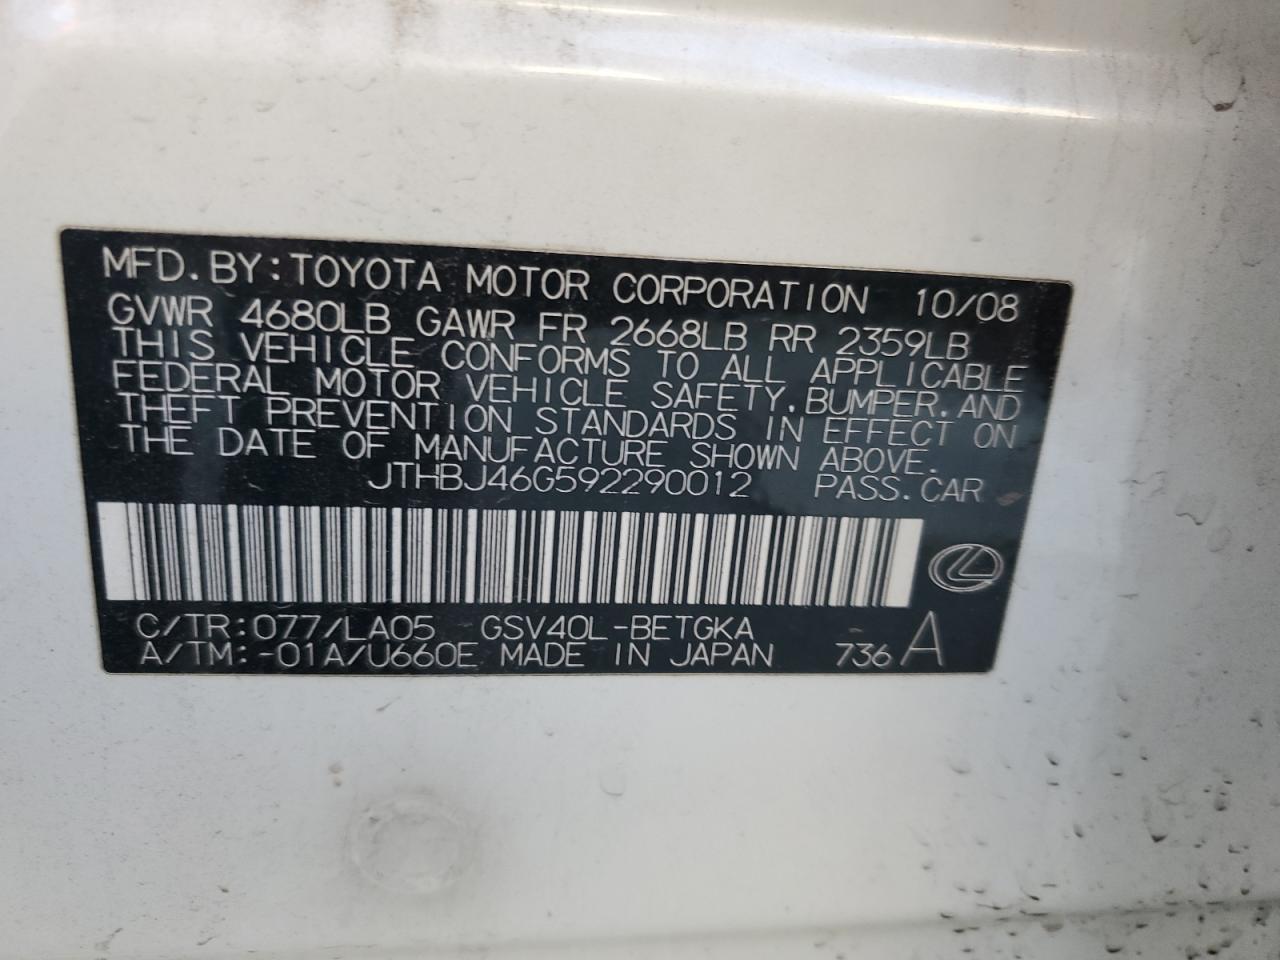 MFD.BY:TOYOTA MOTOR CORPORATION 10/08
GVWR 4680LB GAWR FR 2668LB RR 2359LB
THIS VEHICLE CONFORMS TO ALL APPLICABLE
FEDERAL MOTOR VEHICLE SAFETY,BUMPER,AND
THEFT PREVENTION STANDARDS IN EFFECT ON
THE DATE OF MANUFACTURE SHOWN ABOVE.
JTHBJ46G592290012 PASS.CAR
C/TR:077/LA05 GSV40L-BETGKA
A/TM:-01A/U660E MADE IN JAPAN 736 A